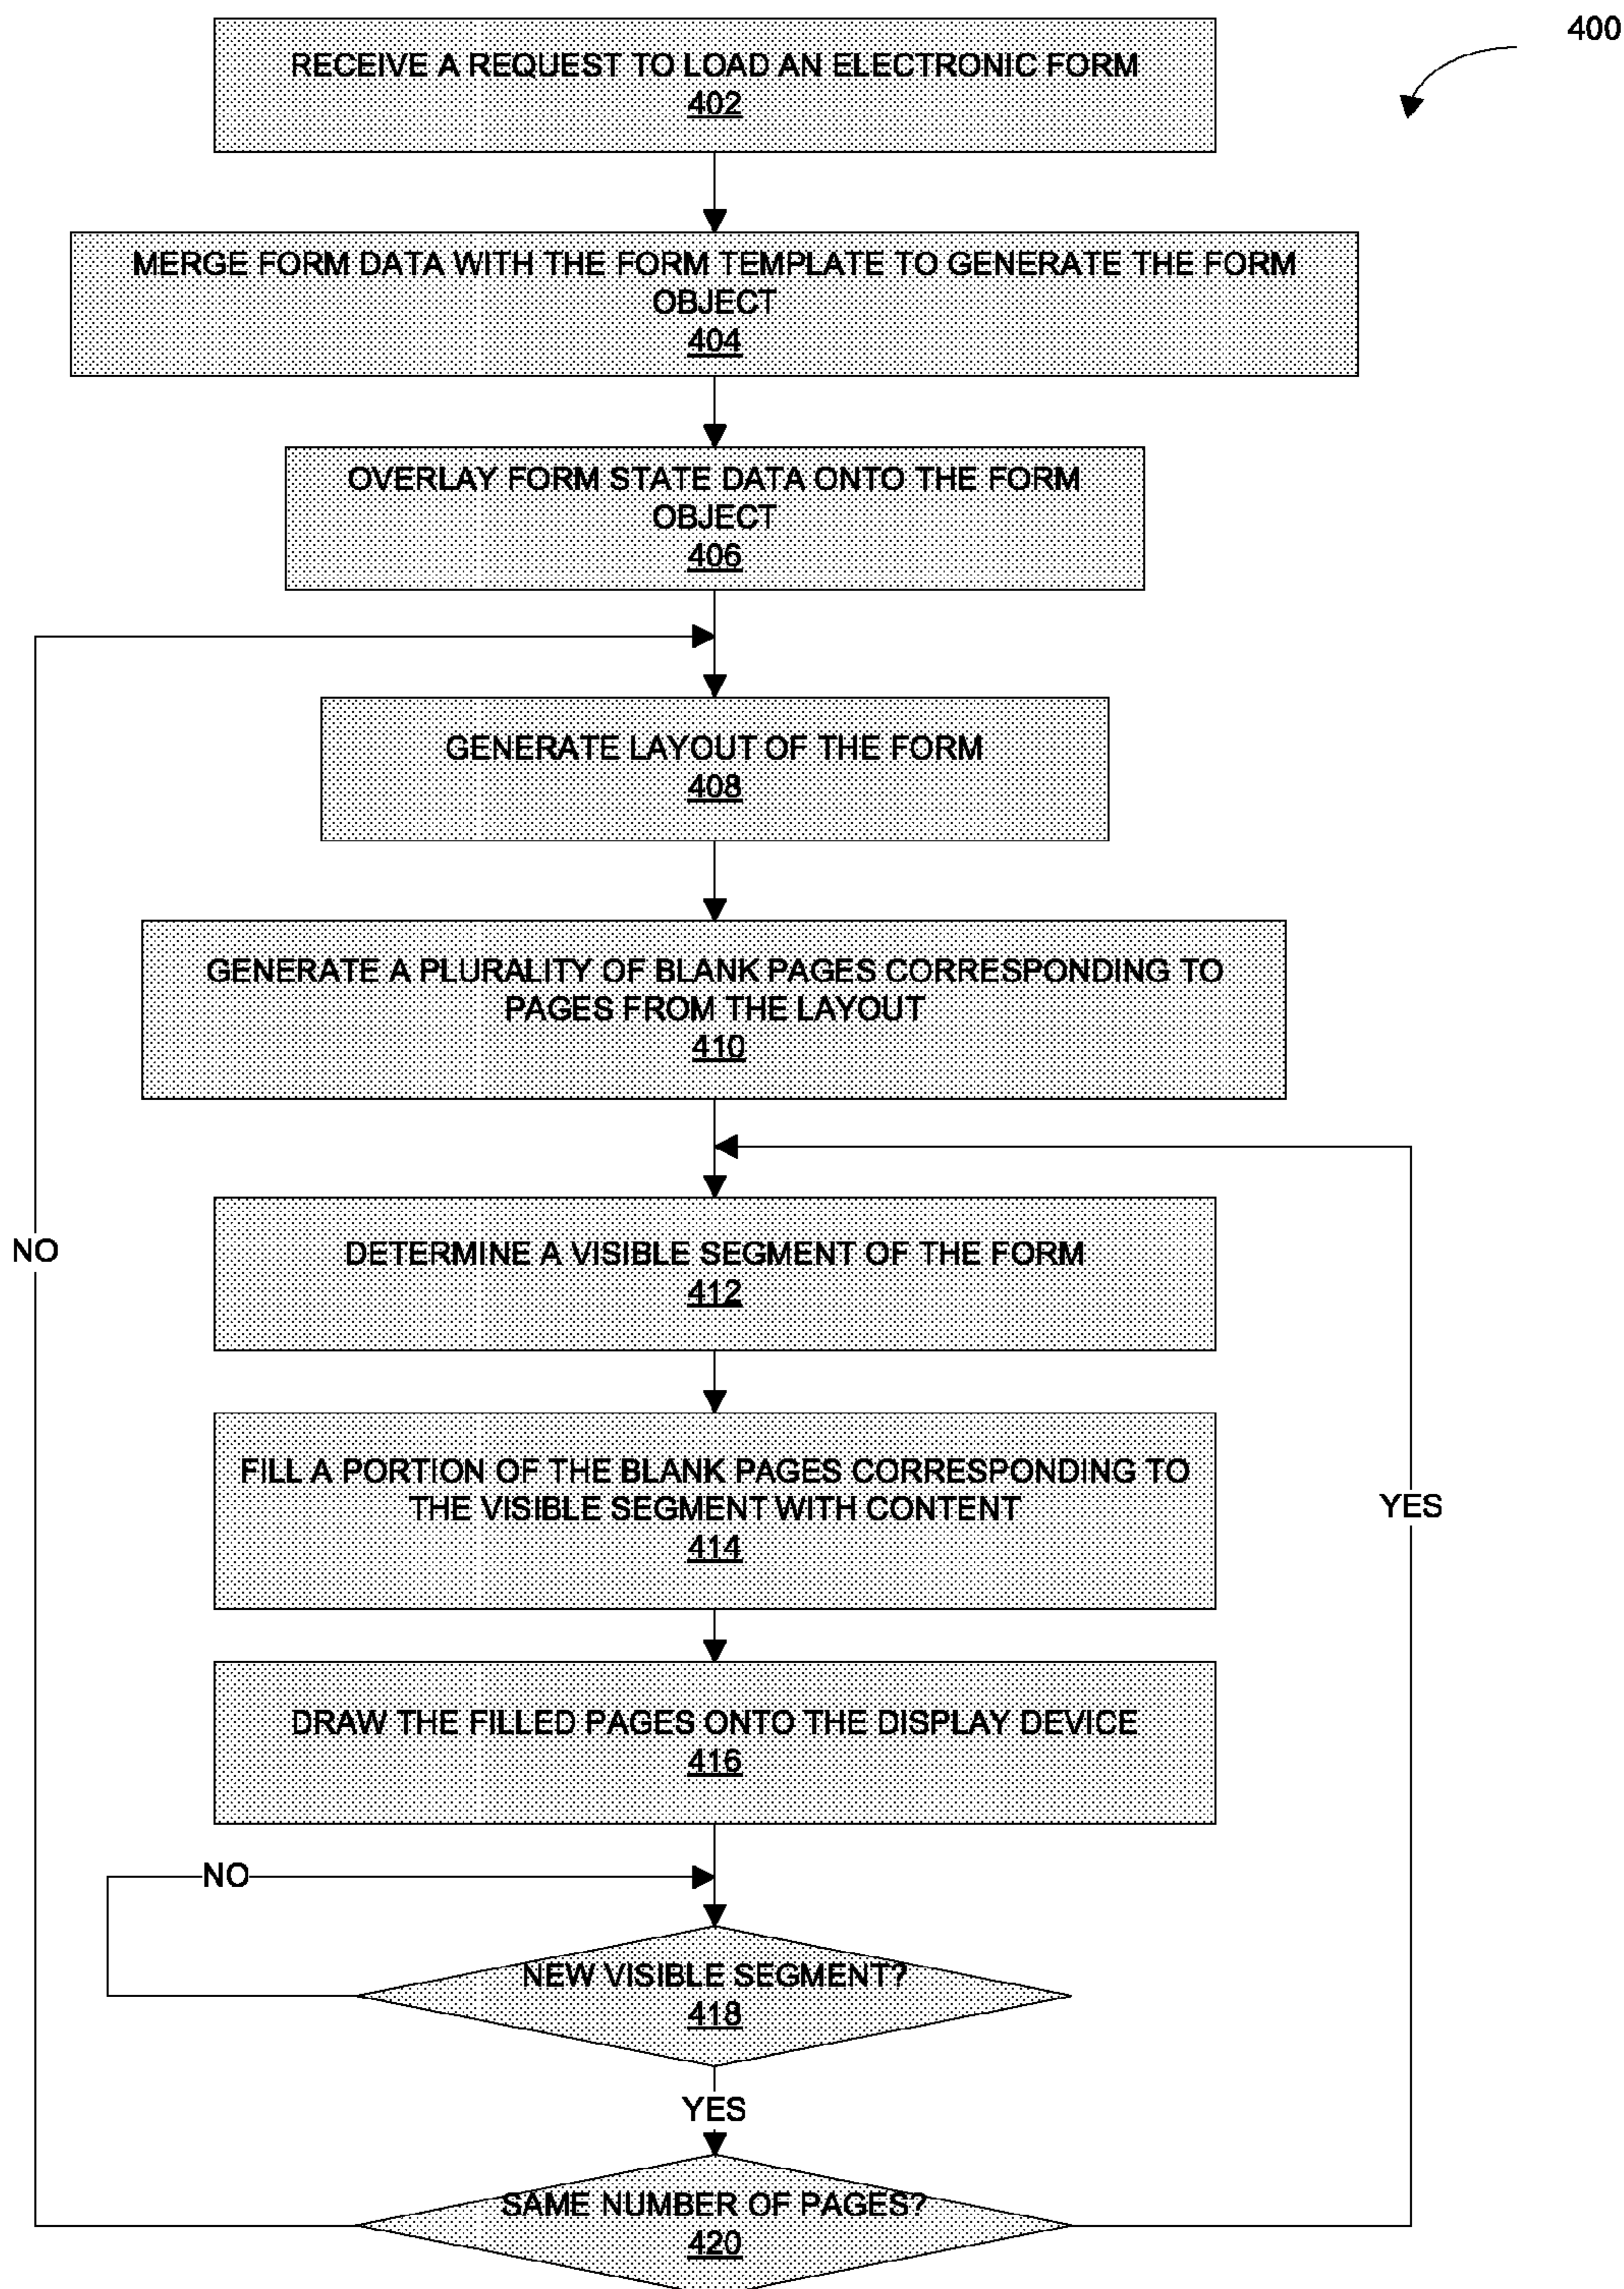 400
RECEIVE A REQUEST TO LOAD AN ELECTRONIC FORM
402
MERGE FORM DATA WITH THE FORM TEMPLATE TO GENERATE THE FORM
OBJECT
404
OVERLAY FORM STATE DATA ONTO THE FORM
OBJECT
406
GENERATE LAYOUT OF THE FORM
408
GENERATE A PLURALITY OF BLANK PAGES CORRESPONDING TO
PAGES FROM THE LAYOUT
410
NO
DETERMINE A VISIBLE SEGMENT OF THE FORM
412
FILL A PORTION OF THE BLANK PAGES CORRESPONDING TO
THE VISIBLE SEGMENT WITH CONTENT
414
YES
DRAW THE FILLED PAGES ONTO THE DISPLAY DEVICE
416
NO
NEW VISIBLE SEGMENT?
418
YES
SAME NUMBER OF PAGES?
420